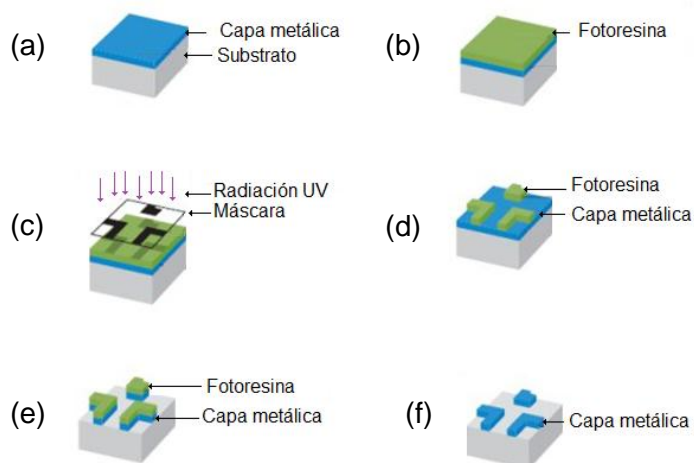 (a)
Capa metálica
Substrato
(b)
Fotoresina
(c)
Radiación UV
Máscara
(d)
Fotoresina
Capa metálica
(e)
Fotoresina
Capa metálica
(f)
Capa metálica